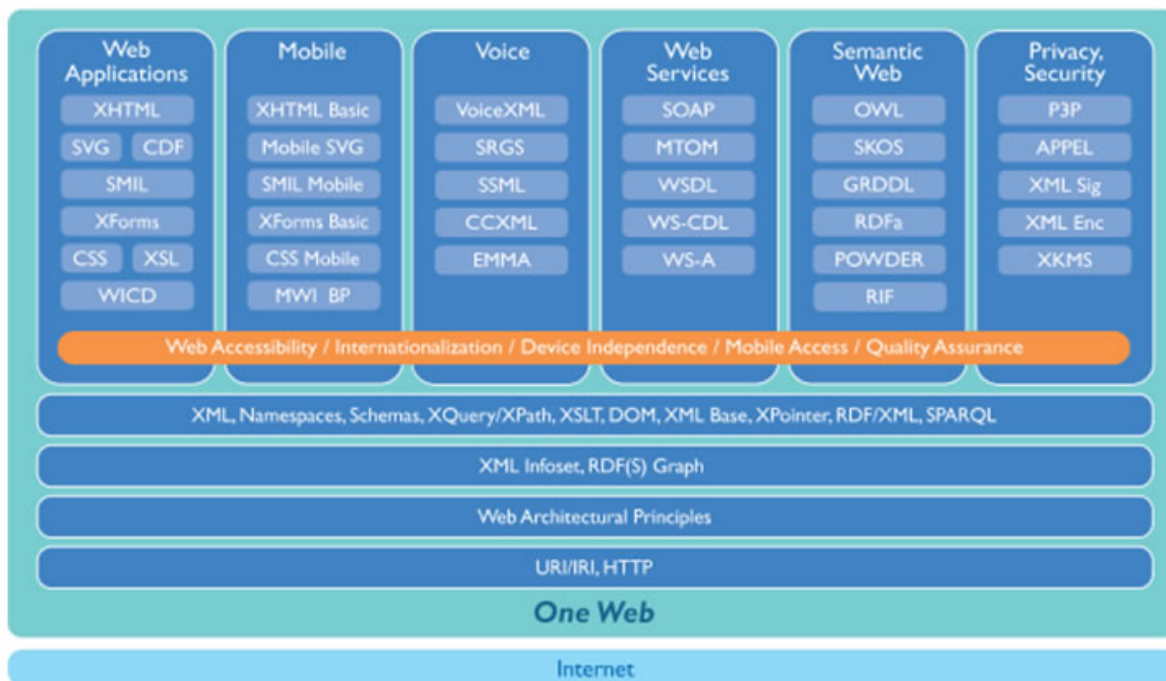 Web
Applications
XHTML
SVG CDF
SMIL
XForms
CSS XSL
WICD
Mobile
XHTML Basic
Mobile SVG
SMIL Mobile
XForms Basic
CSS Mobile
MWI BP
Voice
VoiceXML
SRGS
SSML
CCXML
EMMA
Web
Services
SOAP
MTOM
WSDL
WS-CDL
WS-A
Semantic
Web
OWL
SKOS
GRDDL
RDFa
POWDER
RIF
Privacy,
Security
P3P
APPEL
XML Sig
XML Enc
XKMS
Web Accessibility / Internationalization / Device Independence / Mobile Access / Quality Assurance
XML, Namespaces, Schemas, XQuery/XPath, XSLT, DOM, XML Base, XPointer, RDF/XML, SPARQL
XML Infoset, RDF(S) Graph
Web Architectural Principles
URI/IRI, HTTP
One Web
Internet